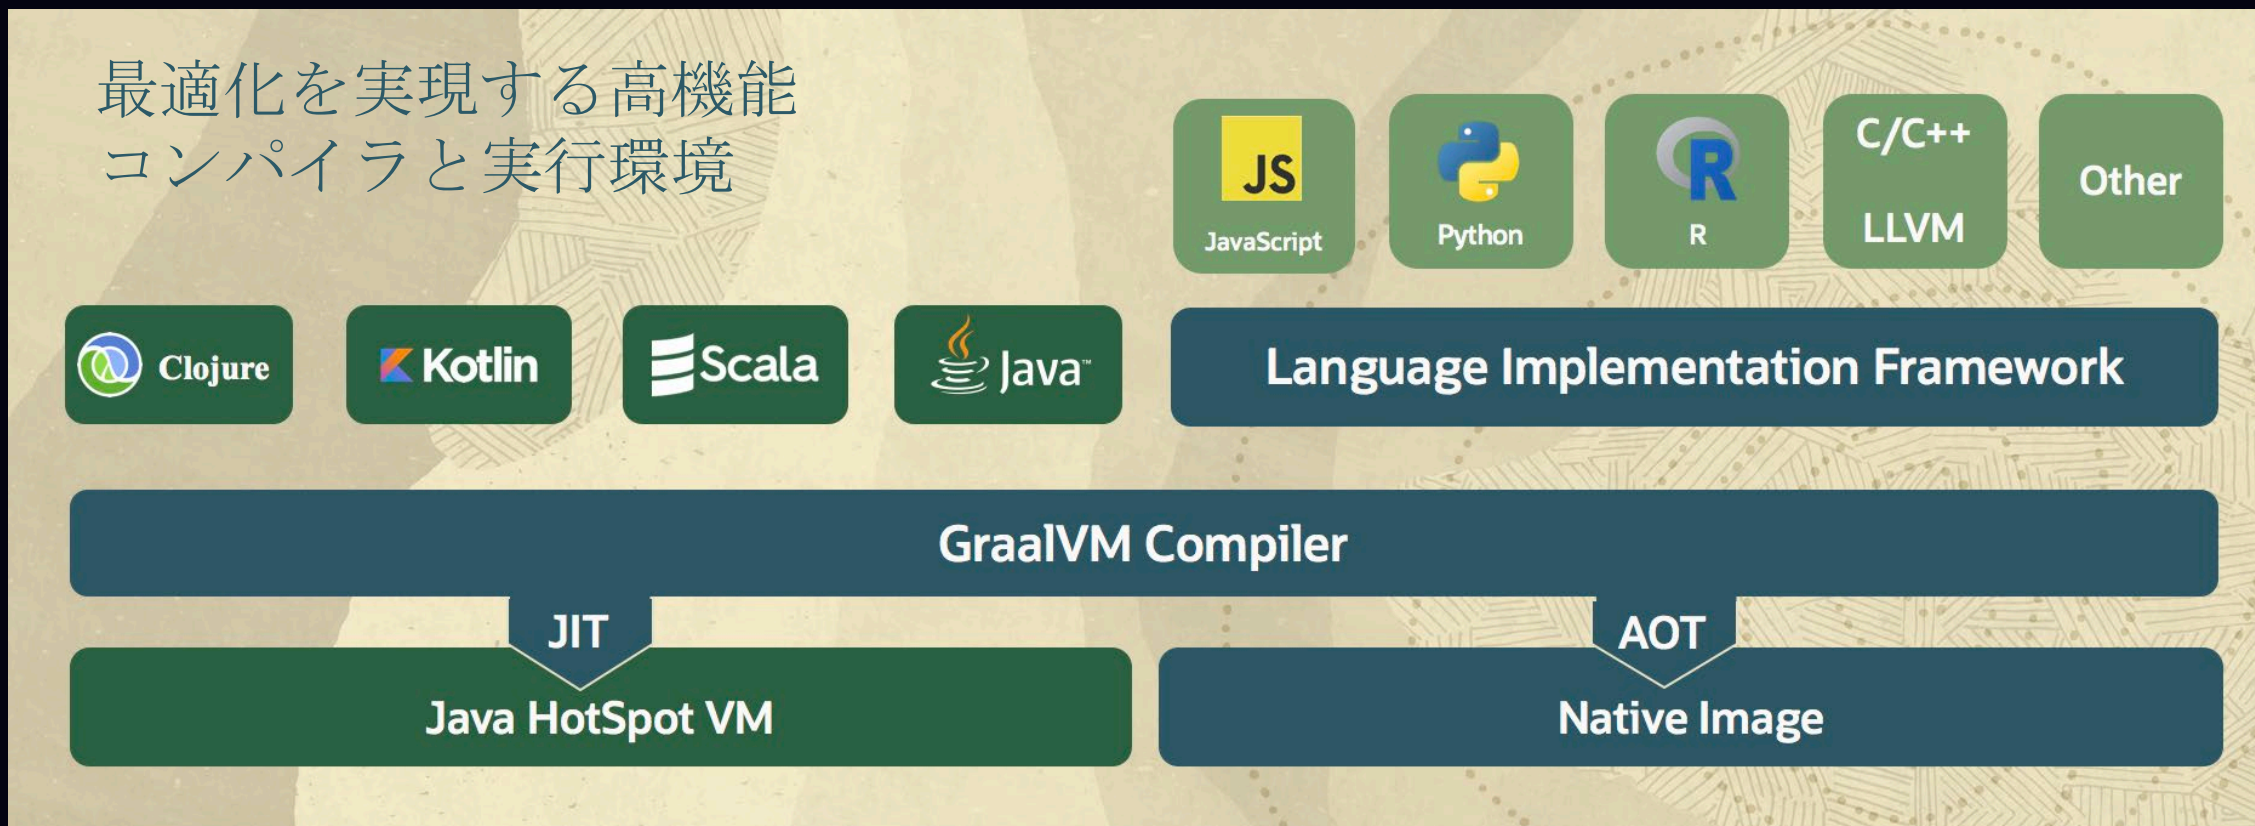 最適化を実現する高機能
コンパイラと実行環境
JS
JavaScript
Python
R
R
C/C++
LLVM
Other
Clojure
Kotlin
Scala
Java™
Language Implementation Framework
GraalVM Compiler
JIT
AOT
Java HotSpot VM
Native Image